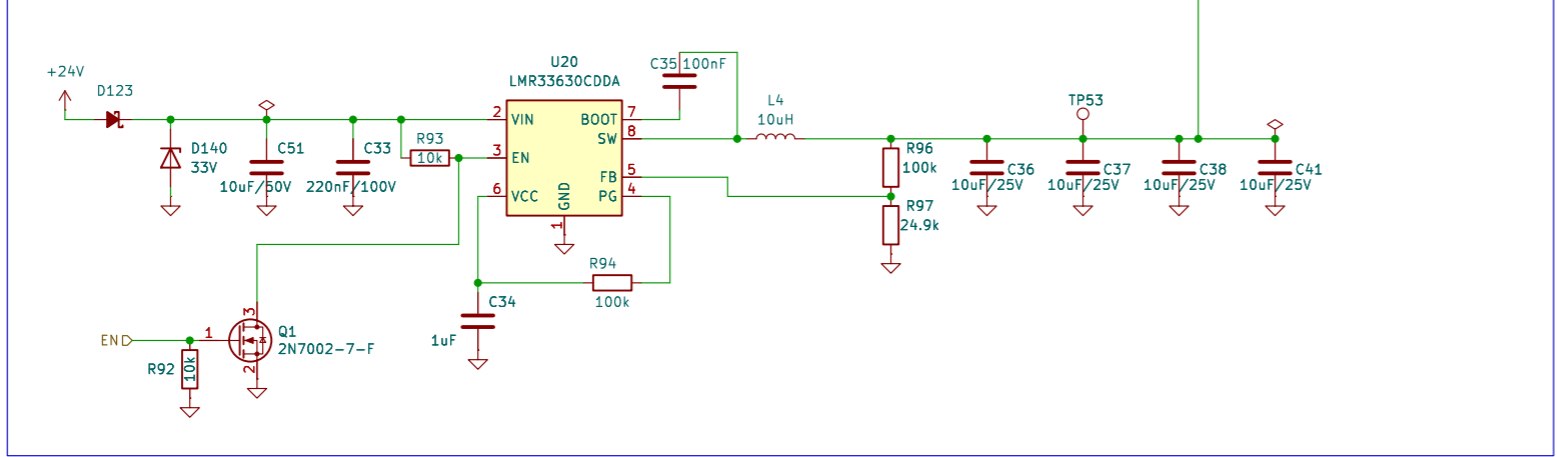 +24V
D123
D140
33V
C51
10uF/50V
C33
220nF/100V
R93
10k
U20
LMR33630CDDA
2
VIN
3
EN
6
VCC
BOOT
7
SW
8
FB
5
PG
4
GND
1
C35
100nF
L4
10uH
R96
100k
R97
24.9k
C36
10uF/25V
TP53
C37
10uF/25V
C38
10uF/25V
C41
10uF/25V
R94
100k
C34
1uF
EN
R92
10k
1
3
2
Q1
2N7002-7-F